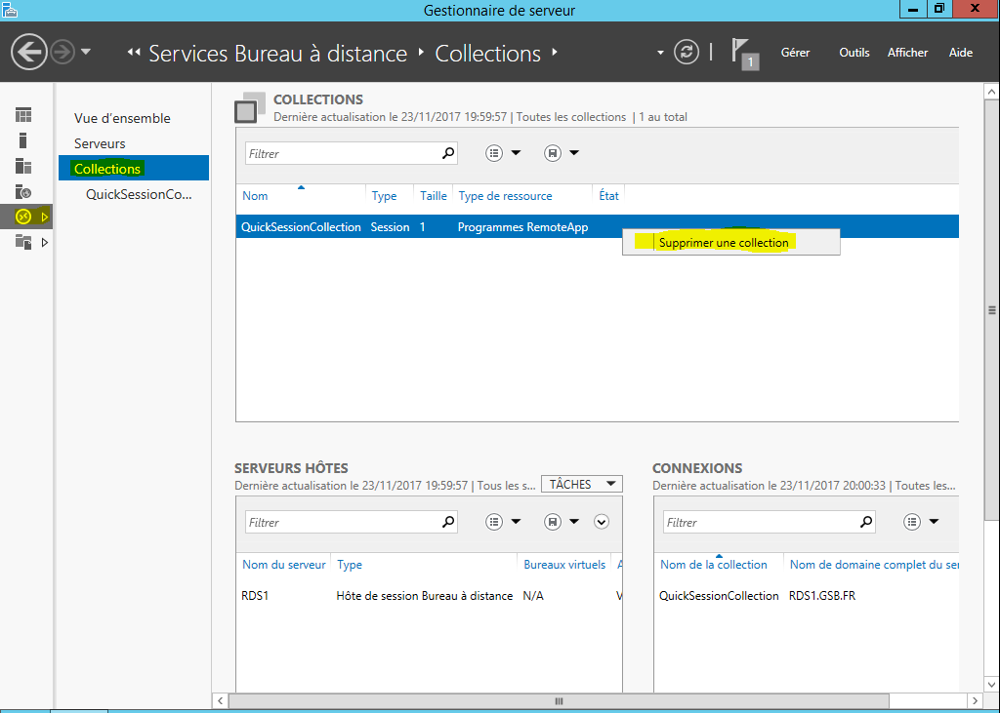 Gestionnaire de serveur
Services Bureau à distance
Collections
1
Gérer
Outils
Afficher
Aide
Vue d'ensemble
Serveurs
Collections
QuickSessionCo...
COLLECTIONS
Dernière actualisation le 23/11/2017 19:59:57 | Toutes les collections | 1 au total
Filtrer
Nom Type Taille Type de ressource État
QuickSessionCollection Session 1 Programmes RemoteApp
Supprimer une collection
SERVEURS HÔTES
Dernière actualisation le 23/11/2017 19:59:57 | Tous les s...
TÂCHES
Filtrer
Nom du serveur Type Bureaux virtuels A
RDS1 Hôte de session Bureau à distance N/A V
CONNEXIONS
Dernière actualisation le 23/11/2017 20:00:33 | Toutes les...
Filtrer
Nom de la collection Nom de domaine complet du ser
QuickSessionCollection RDS1.GSB.FR